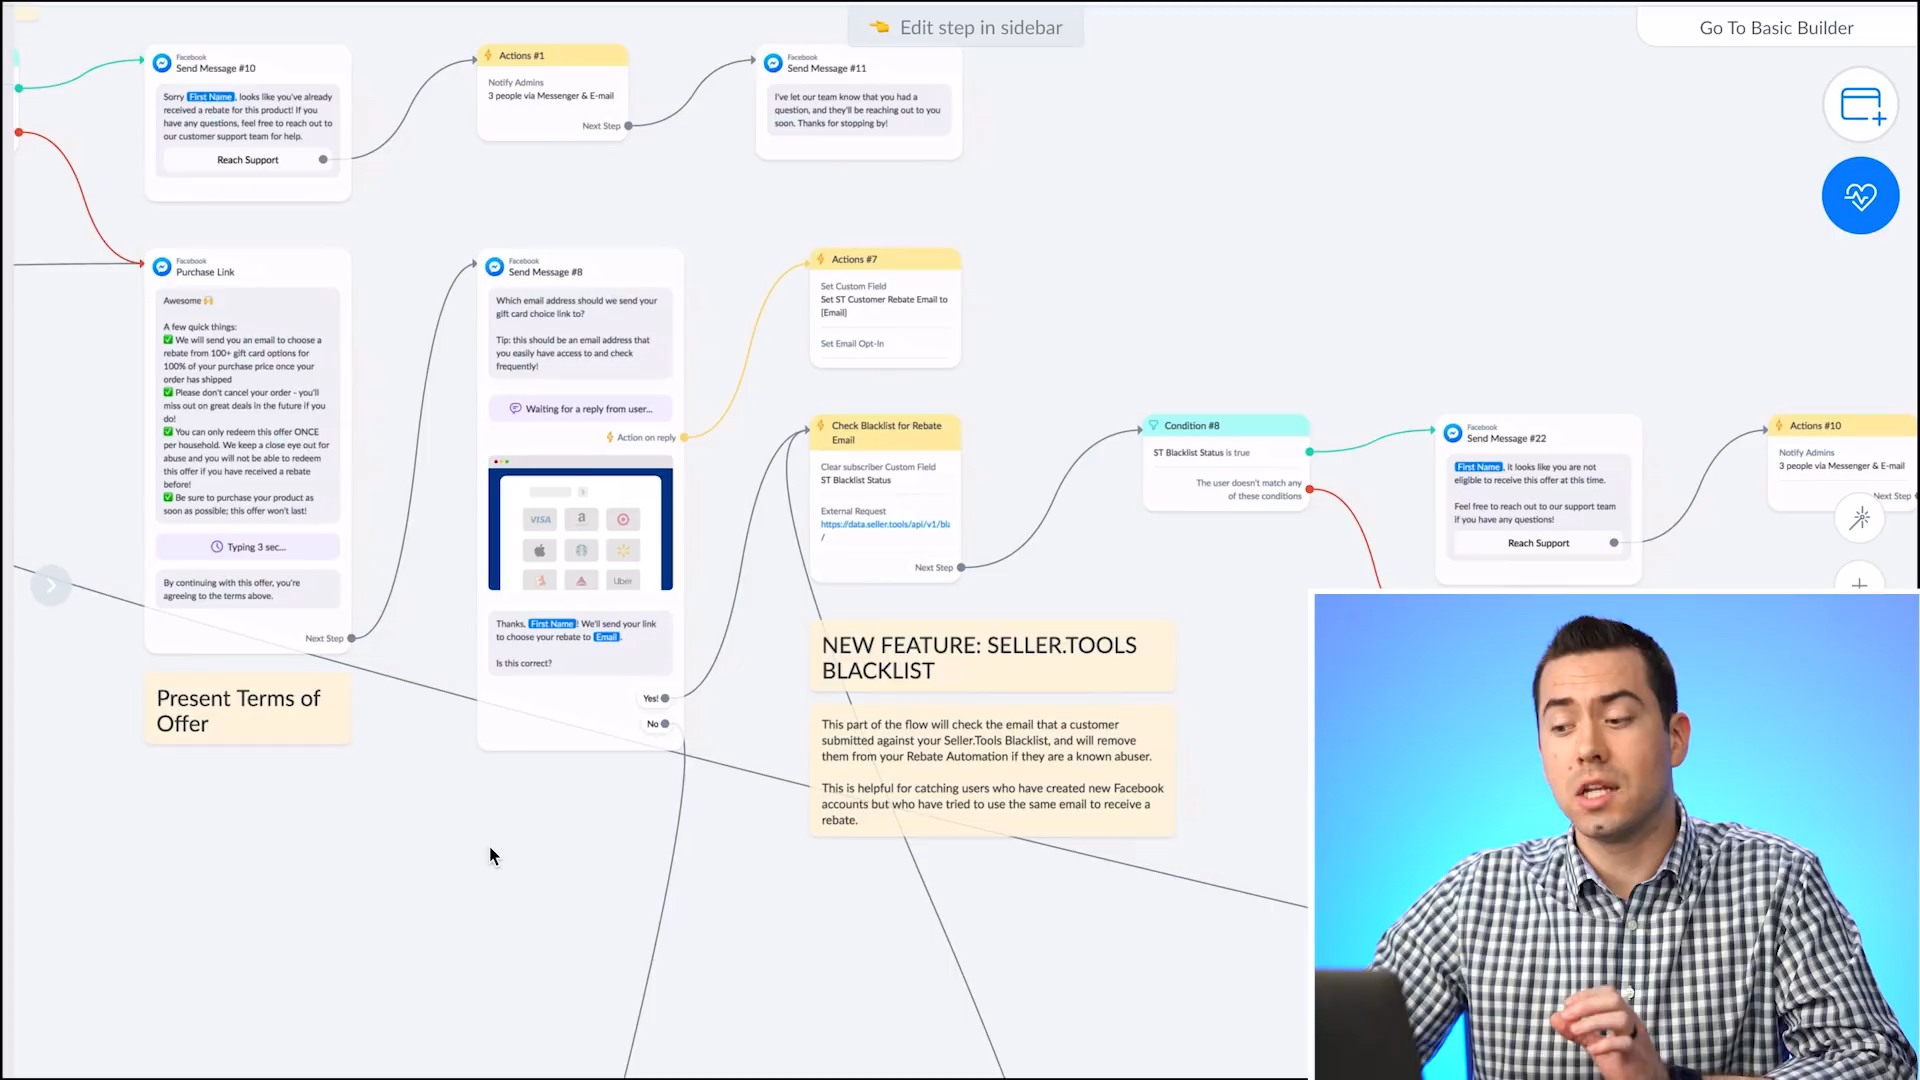 👈 Edit step in sidebar
Go To Basic Builder
Facebook
Send Message #10
Sorry First Name, looks like you've already
received a rebate for this product! If you
have any questions, feel free to reach out to
our customer support team for help.
Reach Support
Actions #1
Notify Admins
3 people via Messenger & E-mail
Next Step
Facebook
Send Message #11
I've let our team know that you had a
question, and they'll be reaching out to you
soon. Thanks for stopping by!
Facebook
Purchase Link
Awesome 🙌
A few quick things:
✅ We will send you an email to choose a
rebate from 100+ gift card options for
100% of your purchase price once your
order has shipped
✅ Please don't cancel your order - you'll
miss out on great deals in the future if you
do!
✅ You can only redeem this offer ONCE
per household. We keep a close eye out for
abuse and you will not be able to redeem
this offer if you have received a rebate
before!
✅ Be sure to purchase your product as
soon as possible; this offer won't last!
Typing 3 sec...
By continuing with this offer, you're
agreeing to the terms above.
Next Step
Present Terms of
Offer
Facebook
Send Message #8
Which email address should we send your
gift card choice link to?
Tip: this should be an email address that
you easily have access to and check
frequently!
Waiting for a reply from user...
Action on reply
VISA
a
Uber
Thanks, First Name! We'll send your link
to choose your rebate to Email.
Is this correct?
Yes!
No
Actions #7
Set Custom Field
Set ST Customer Rebate Email to
[Email]
Set Email Opt-In
Check Blacklist for Rebate
Email
Clear subscriber Custom Field
ST Blacklist Status
External Request
https://data.seller.tools/api/v1/bla
/
Next Step
NEW FEATURE: SELLER.TOOLS
BLACKLIST
This part of the flow will check the email that a customer
submitted against your Seller.Tools Blacklist, and will remove
them from your Rebate Automation if they are a known abuser.
This is helpful for catching users who have created new Facebook
accounts but who have tried to use the same email to receive a
rebate.
Condition #8
ST Blacklist Status is true
The user doesn't match any
of these conditions
Facebook
Send Message #22
First Name, it looks like you are not
eligible to receive this offer at this time.
Feel free to reach out to our support team
if you have any questions!
Reach Support
Actions #10
Notify Admins
3 people via Messenger & E-mail
Next Step